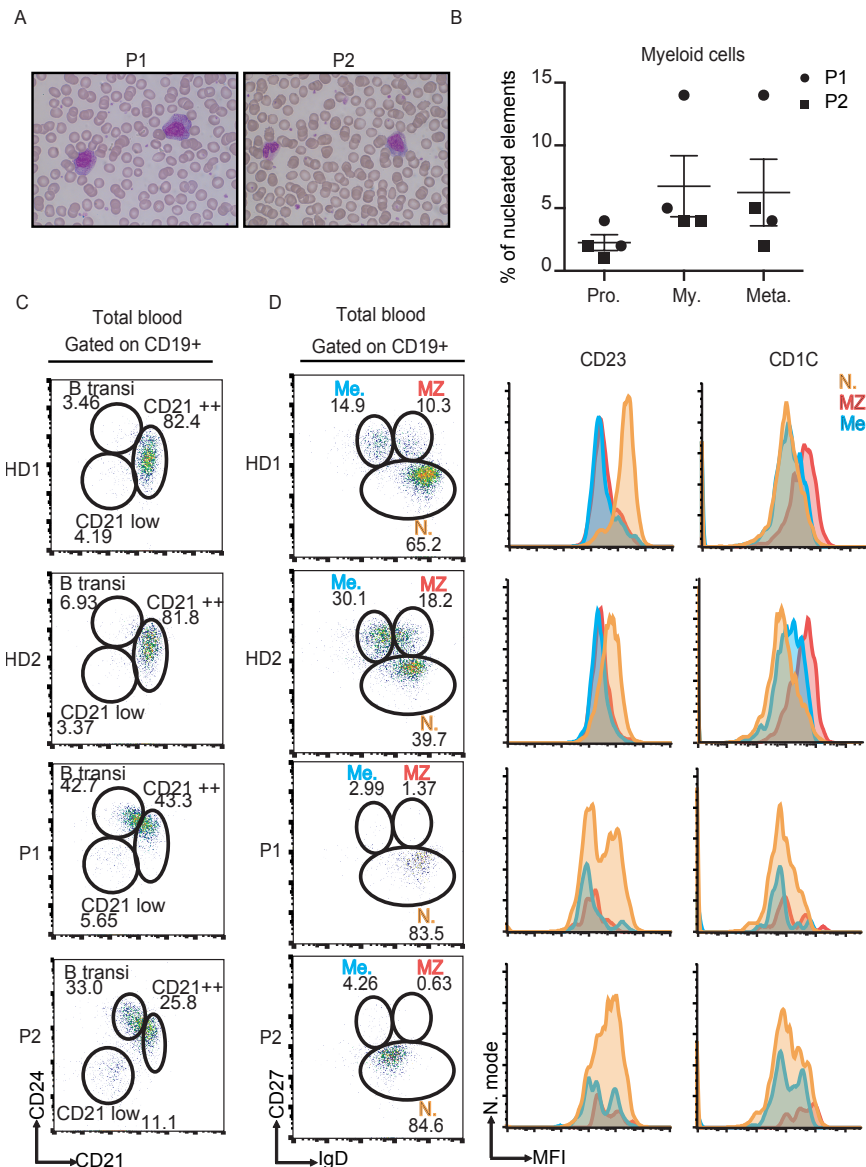 A
P1
P2
B
Myeloid cells
P1
P2
% of nucleated elements
15
10
5
0
Pro.
My.
Meta.
C
Total blood
Gated on CD19+
HD1
B transi
3.46
CD21 ++
82.4
CD21 low
4.19
HD2
B transi
6.93
CD21 ++
81.8
CD21 low
3.37
P1
B transi
42.7
CD21 ++
43.3
CD21 low
5.65
P2
B transi
33.0
CD21++
25.8
CD21 low
11.1
CD24
CD21
D
Total blood
Gated on CD19+
HD1
Me.
14.9
MZ
10.3
N.
65.2
HD2
Me.
30.1
MZ
18.2
N.
39.7
P1
Me.
2.99
MZ
1.37
N.
83.5
P2
Me.
4.26
MZ
0.63
N.
84.6
CD27
IgD
CD23
CD1C
N.
MZ
Me.
N. mode
MFI